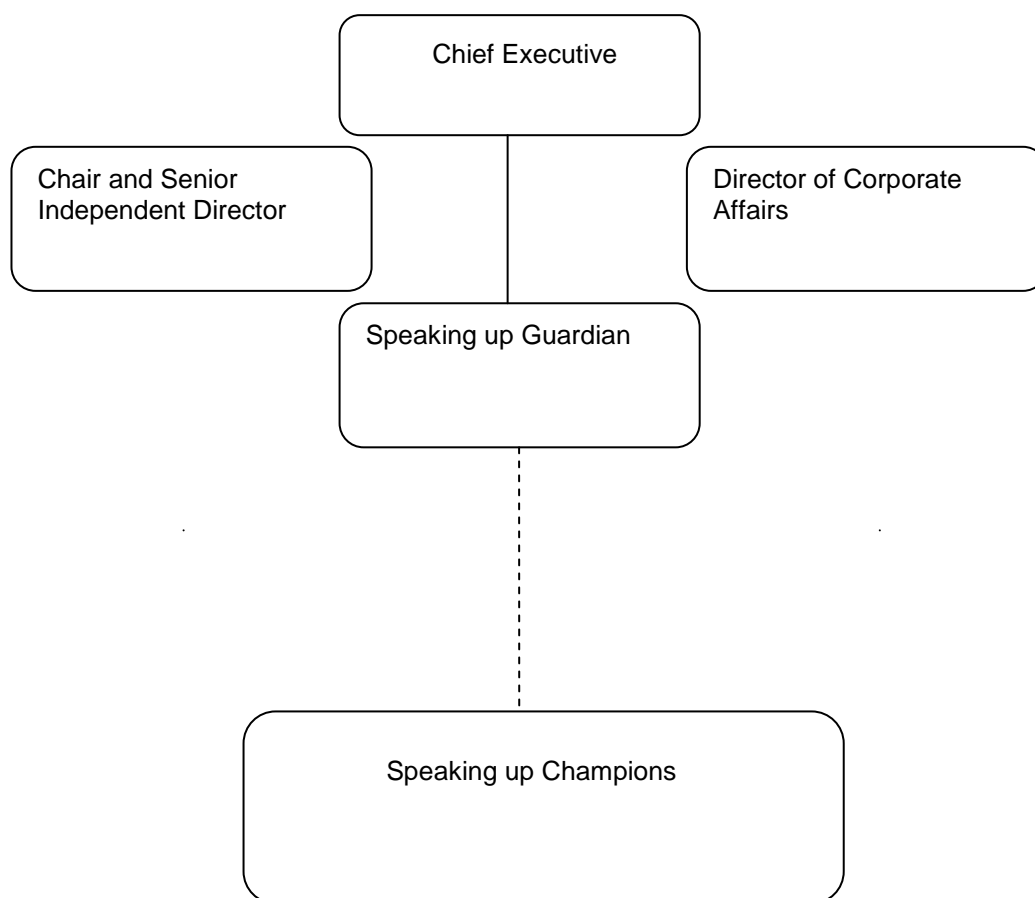 Chief Executive
Chair and Senior
Independent Director
Director of Corporate
Affairs
Speaking up Guardian
Speaking up Champions